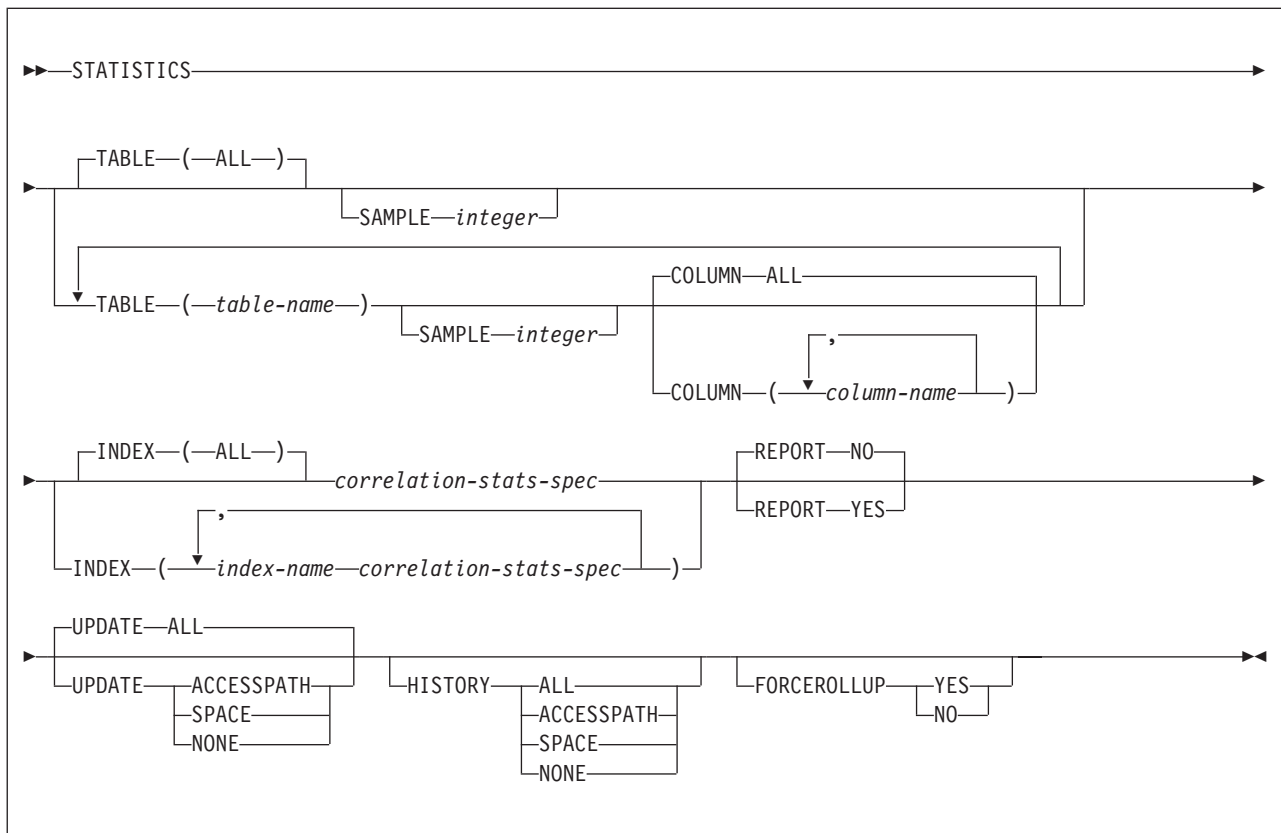 STATISTICS
TABLE ( ALL )
SAMPLE integer
TABLE ( table-name )
SAMPLE integer
COLUMN ALL
,
COLUMN ( column-name )
INDEX ( ALL )
correlation-stats-spec
,
INDEX ( index-name correlation-stats-spec )
REPORT NO
REPORT YES
UPDATE ALL
UPDATE ACCESSPATH
SPACE
NONE
HISTORY ALL
ACCESSPATH
SPACE
NONE
FORCEROLLUP YES
NO